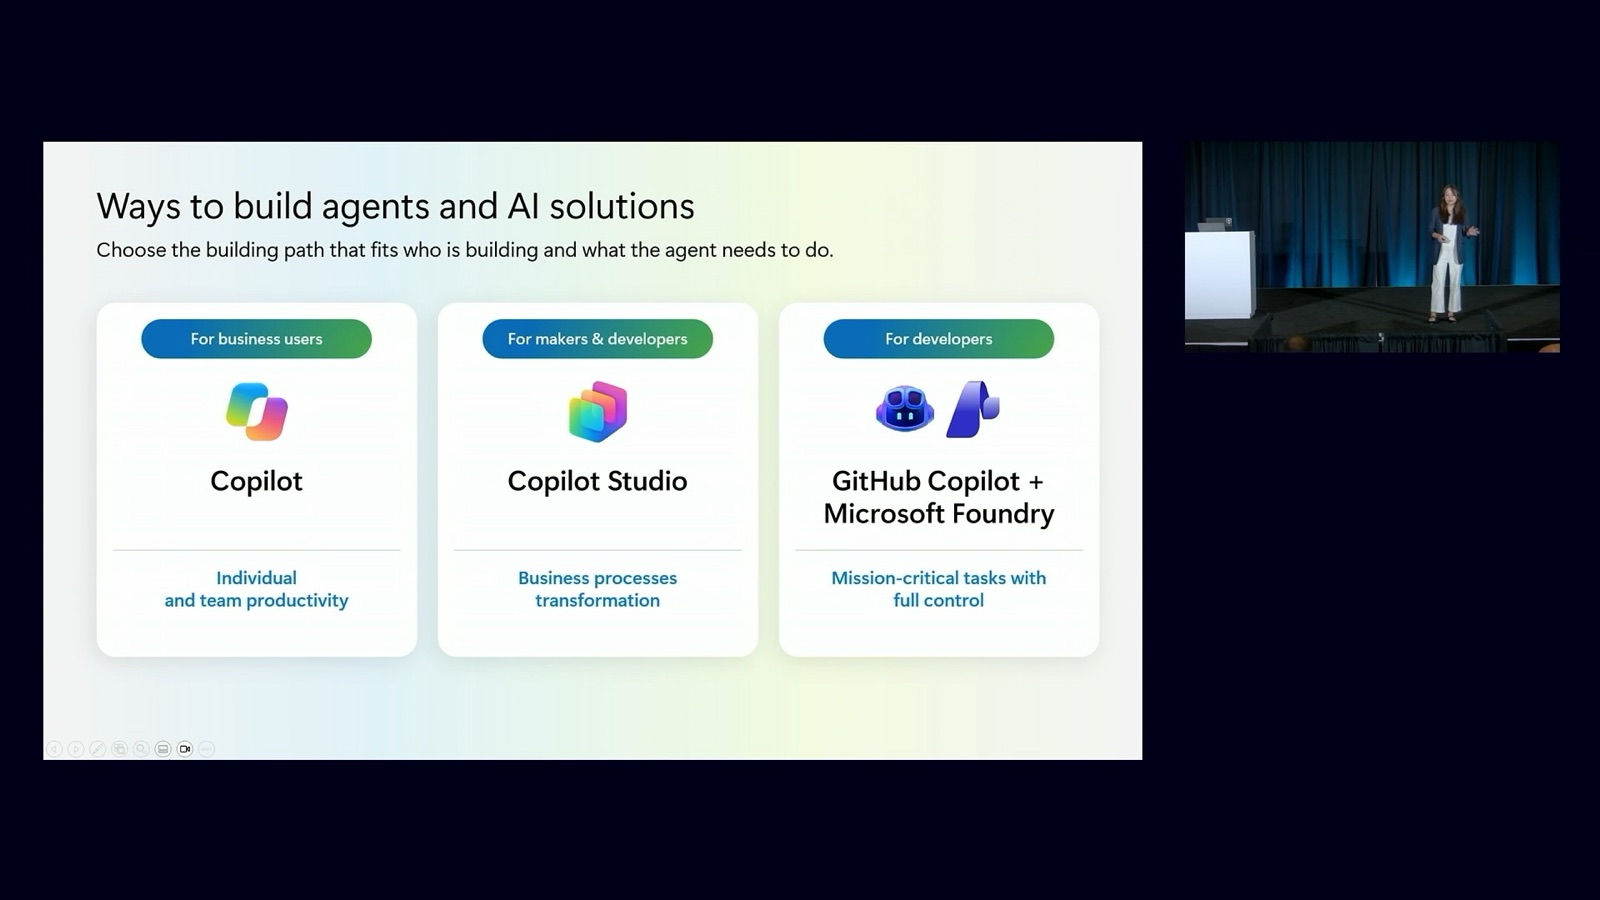 Ways to build agents and AI solutions
Choose the building path that fits who is building and what the agent needs to do.
For business users
Copilot
Individual
and team productivity
For makers & developers
Copilot Studio
Business processes
transformation
For developers
GitHub Copilot +
Microsoft Foundry
Mission-critical tasks with
full control